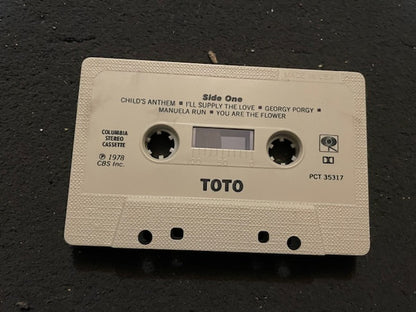 Side One
CHILD'S ANTHEM ■ I'LL SUPPLY THE LOVE ■ GEORGY PORGY ■
MANUELA RUN ■ YOU ARE THE FLOWER
COLUMBIA
STEREO
CASSETTE
℗ 1978
CBS Inc.
PCT 35317
TOTO